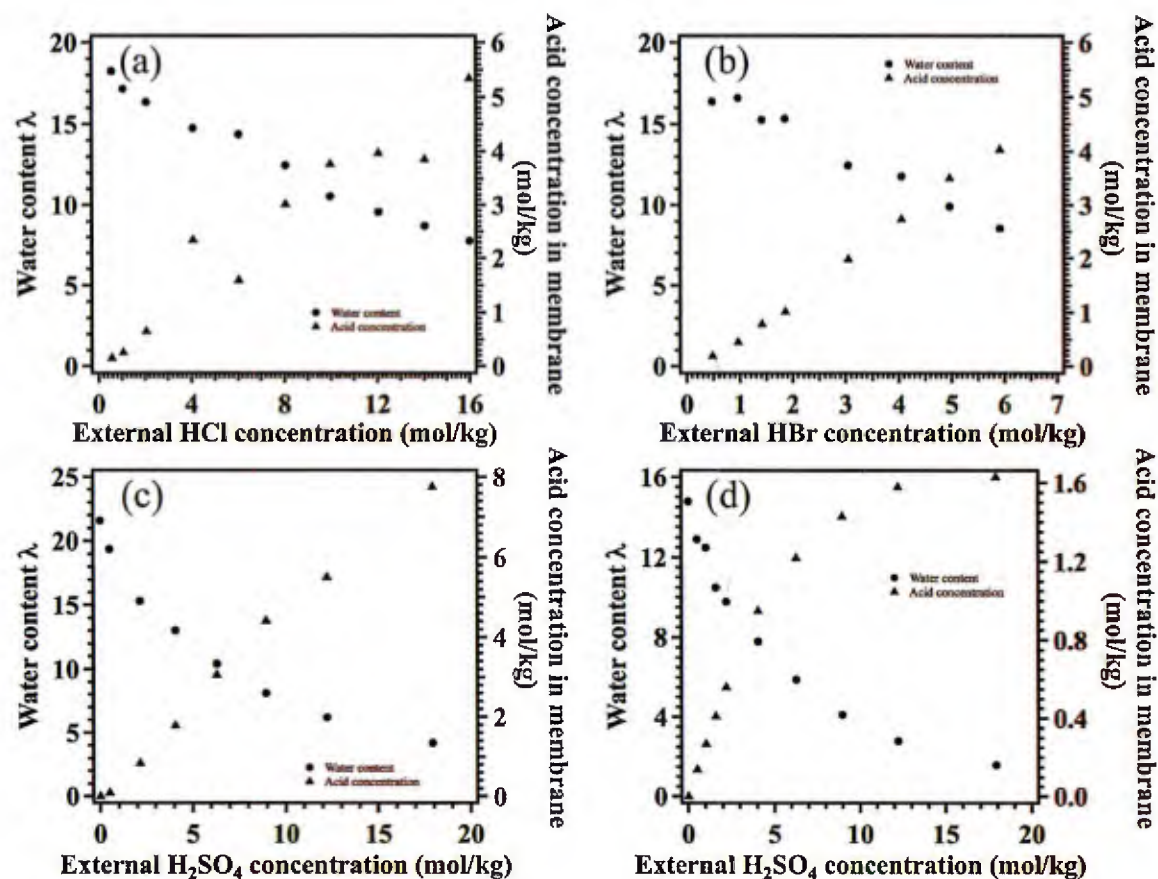 (a)
Water content λ
20
15
10
5
0
0 4 8 12 16
6
5
4
3
2
1
0
Acid concentration in membrane
(mol/kg)
Water content
Acid concentration
External HCl concentration (mol/kg)
(b)
Water content λ
20
15
10
5
0
0 1 2 3 4 5 6 7
6
5
4
3
2
1
0
Acid concentration in membrane
(mol/kg)
Water content
Acid concentration
External HBr concentration (mol/kg)
(c)
Water content λ
25
20
15
10
5
0
0 5 10 15 20
8
6
4
2
0
Acid concentration in membrane
(mol/kg)
Water content
Acid concentration
External H₂SO₄ concentration (mol/kg)
(d)
Water content λ
16
12
8
4
0
0 5 10 15 20
1.6
1.2
0.8
0.4
0.0
Acid concentration in membrane
(mol/kg)
Water content
Acid concentration
External H₂SO₄ concentration (mol/kg)